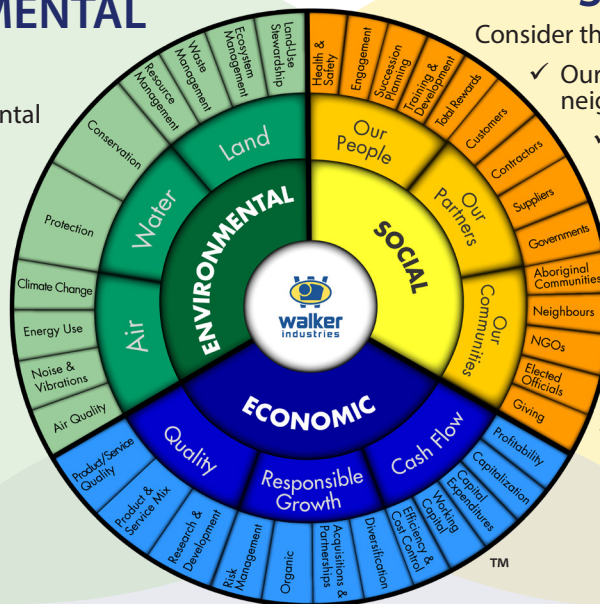 MENTAL
ental
Consider th
✓ Our
neig
✓
Land-Use
Stewardship
Ecosystem
Management
Waste
Management
Resource
Management
Conservation
Protection
Climate Change
Energy Use
Noise &
Vibrations
Air Quality
Land
Water
Air
ENVIRONMENTAL
Health &
Safety
Engagement
Succession
Planning
Training &
Development
Total Rewards
Customers
Contractors
Suppliers
Governments
Aboriginal
Communities
Neighbours
NGOs
Elected
Officials
Giving
Our
People
Our
Partners
Our
Communities
SOCIAL
walker
industries
ECONOMIC
Quality
Responsible
Growth
Cash Flow
Product/Service
Quality
Product &
Service Mix
Research &
Development
Risk
Management
Organic
Acquisitions &
Partnerships
Diversification
Efficiency &
Cost Control
Working
Capital
Capital
Expenditures
Capitalization
Profitability
TM